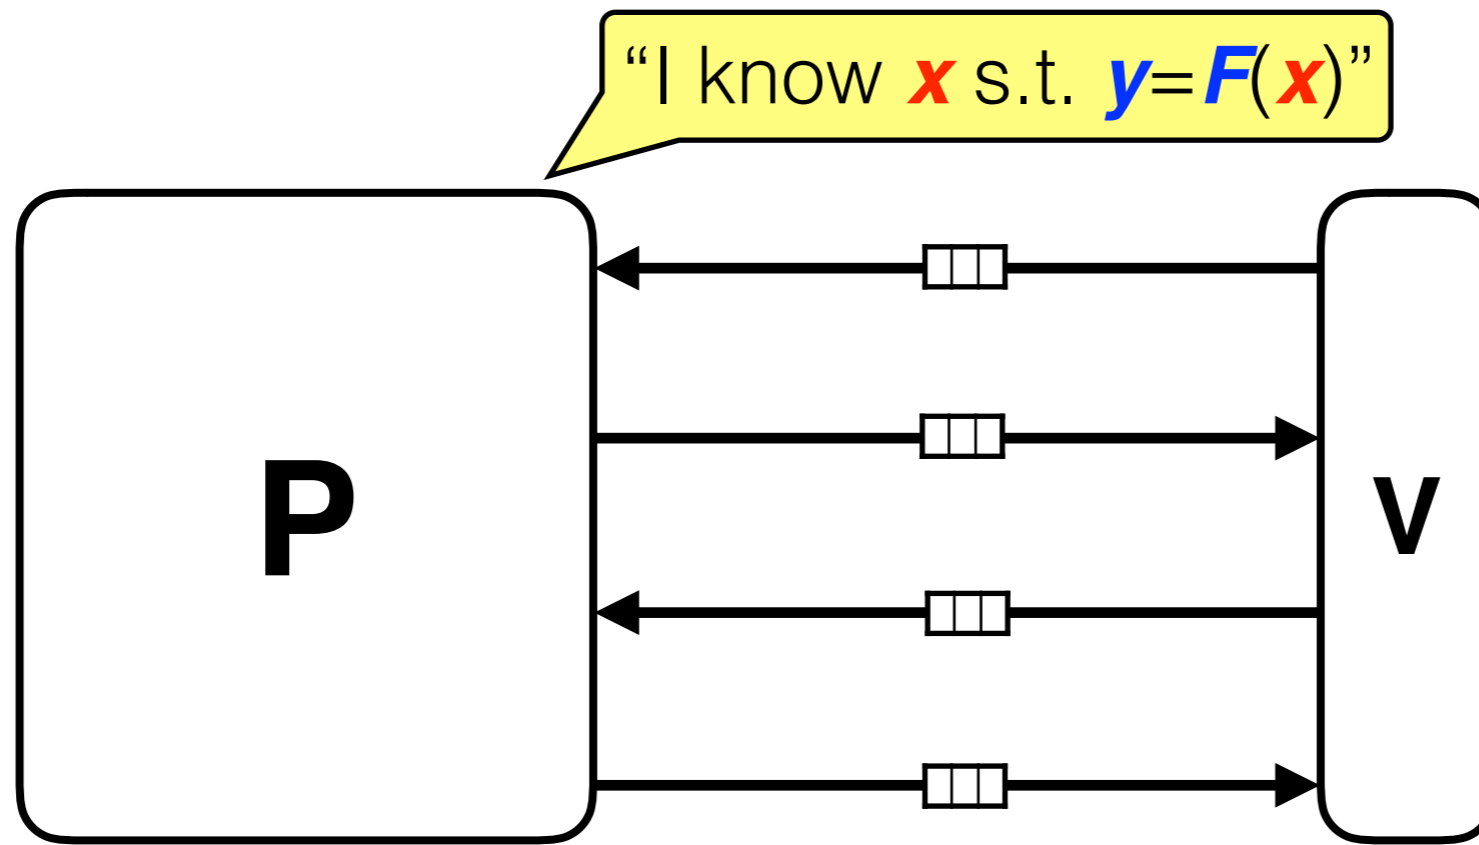 “I know x s.t. y=F(x)”
P
V